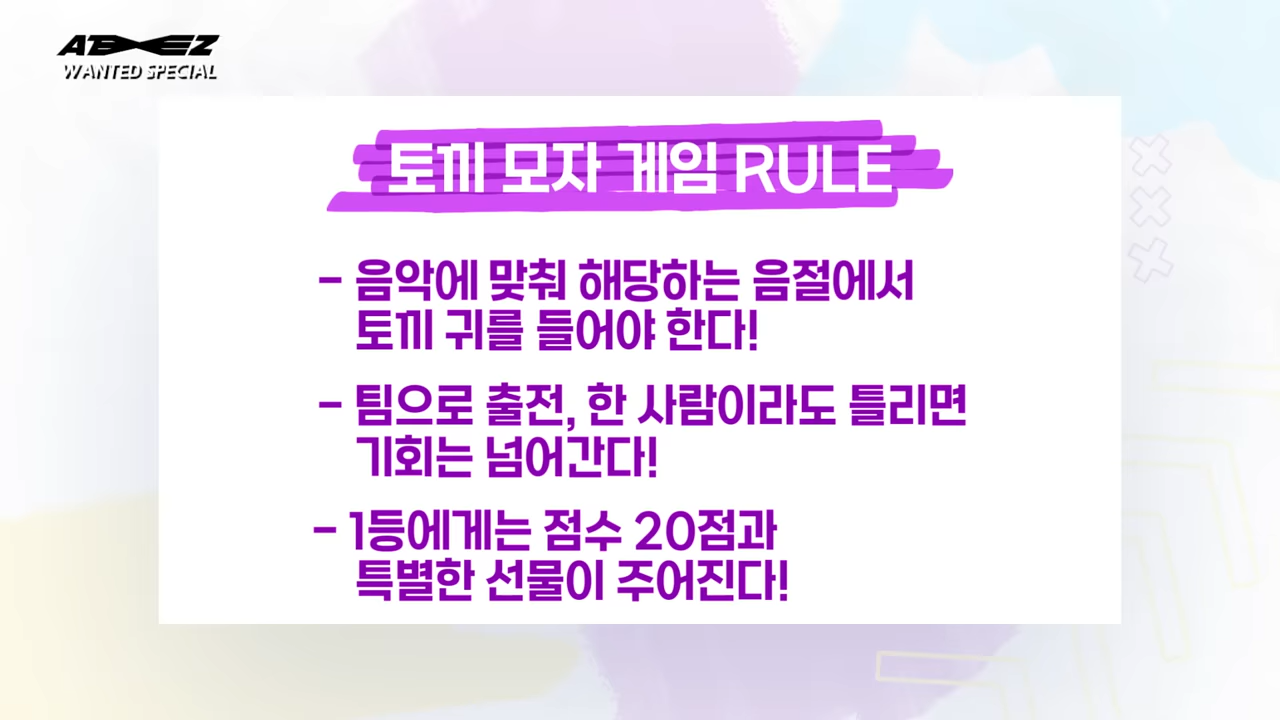 ATEEZ
WANTED SPECIAL
토끼 모자 게임 RULE
- 음악에 맞춰 해당하는 음절에서
토끼 귀를 들어야 한다!
- 팀으로 출전, 한 사람이라도 틀리면
기회는 넘어간다!
- 1등에게는 점수 20점과
특별한 선물이 주어진다!